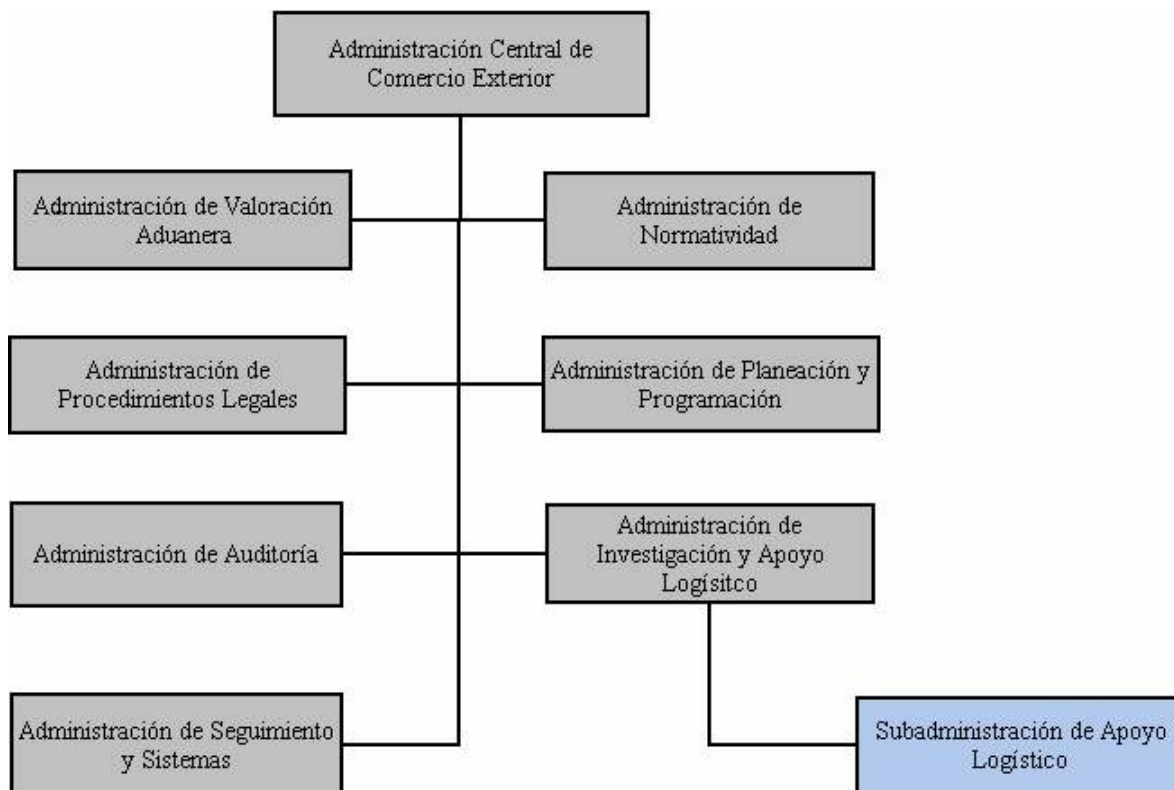 Administración Central de
Comercio Exterior
Administración de Valoración
Aduanera
Administración de
Normatividad
Administración de
Procedimientos Legales
Administración de Planeación y
Programación
Administración de Auditoría
Administración de
Investigación y Apoyo
Logísitco
Administración de Seguimiento
y Sistemas
Subadministración de Apoyo
Logístico